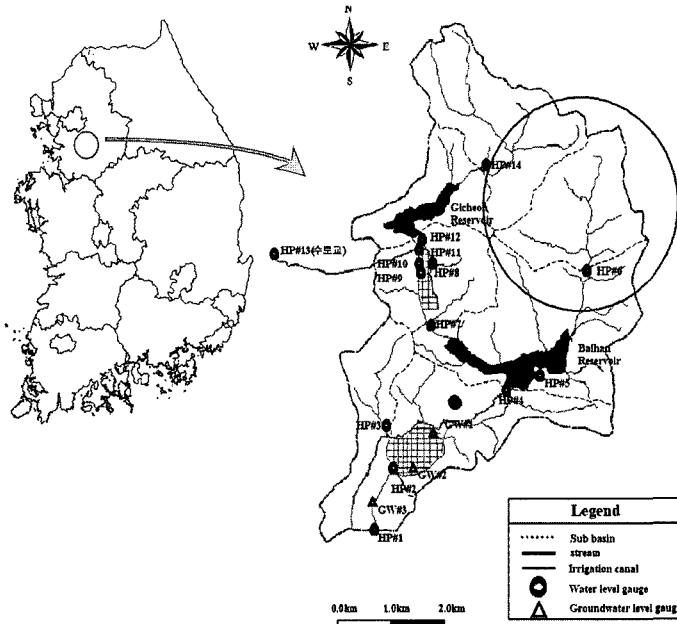 N
W
E
S
HP#14
Gicheon
Reservoir
HP#12
HP#13(수로교)
HP#11
HP#10
HP#8
HP#9
HP#6
HP#7
Balhan
Reservoir
HP#5
HP#4
HP#3
GW#1
GW#2
HP#2
GW#3
HP#1
Legend
Sub basin
stream
Irrigation canal
Water level gauge
Groundwater level gaug
0.0km 1.0km 2.0km